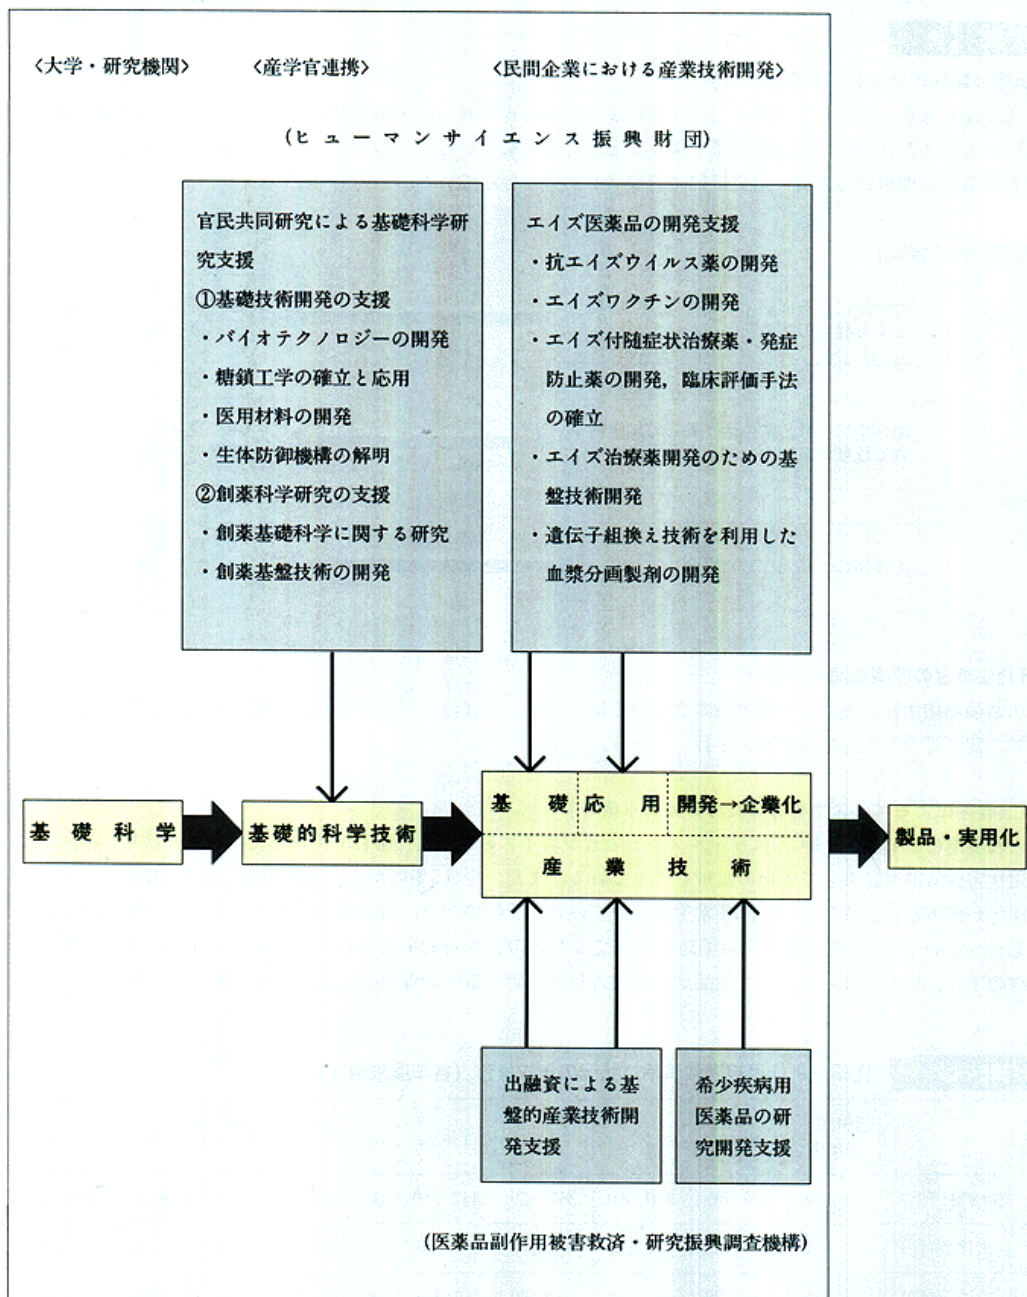 〈大学・研究機関〉 〈産学官連携〉 〈民間企業における産業技術開発〉
(ヒューマンサイエンス振興財団)
官民共同研究による基礎科学研
究支援
①基礎技術開発の支援
・バイオテクノロジーの開発
・糖鎖工学の確立と応用
・医用材料の開発
・生体防御機構の解明
②創薬科学研究の支援
・創薬基礎科学に関する研究
・創薬基盤技術の開発
エイズ医薬品の開発支援
・抗エイズウイルス薬の開発
・エイズワクチンの開発
・エイズ付随症状治療薬・発症
防止薬の開発，臨床評価手法
の確立
・エイズ治療薬開発のための基
盤技術開発
・遺伝子組換え技術を利用した
血漿分画製剤の開発
基礎科学
基礎的科学技術
基礎 応用 開発→企業化
産業技術
製品・実用化
出融資による基
盤的産業技術開
発支援
希少疾病用
医薬品の研
究開発支援
(医薬品副作用被害救済・研究振興調査機構)